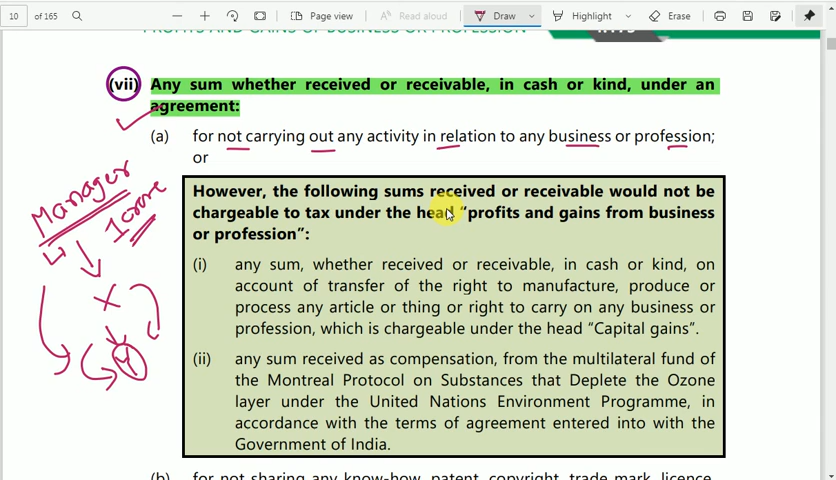 10 of 165 Page view Read aloud Draw Highlight Erase
PROFITS AND GAINS OF BUSINESS OR PROFESSION
(vii) Any sum whether received or receivable, in cash or kind, under an
agreement:
(a) for not carrying out any activity in relation to any business or profession;
or
Manager
1 crore
X
Y
However, the following sums received or receivable would not be
chargeable to tax under the head "profits and gains from business
or profession":
(i) any sum, whether received or receivable, in cash or kind, on
account of transfer of the right to manufacture, produce or
process any article or thing or right to carry on any business or
profession, which is chargeable under the head "Capital gains".
(ii) any sum received as compensation, from the multilateral fund of
the Montreal Protocol on Substances that Deplete the Ozone
layer under the United Nations Environment Programme, in
accordance with the terms of agreement entered into with the
Government of India.
(b) for not sharing any know-how, patent, copyright, trade mark, licence,